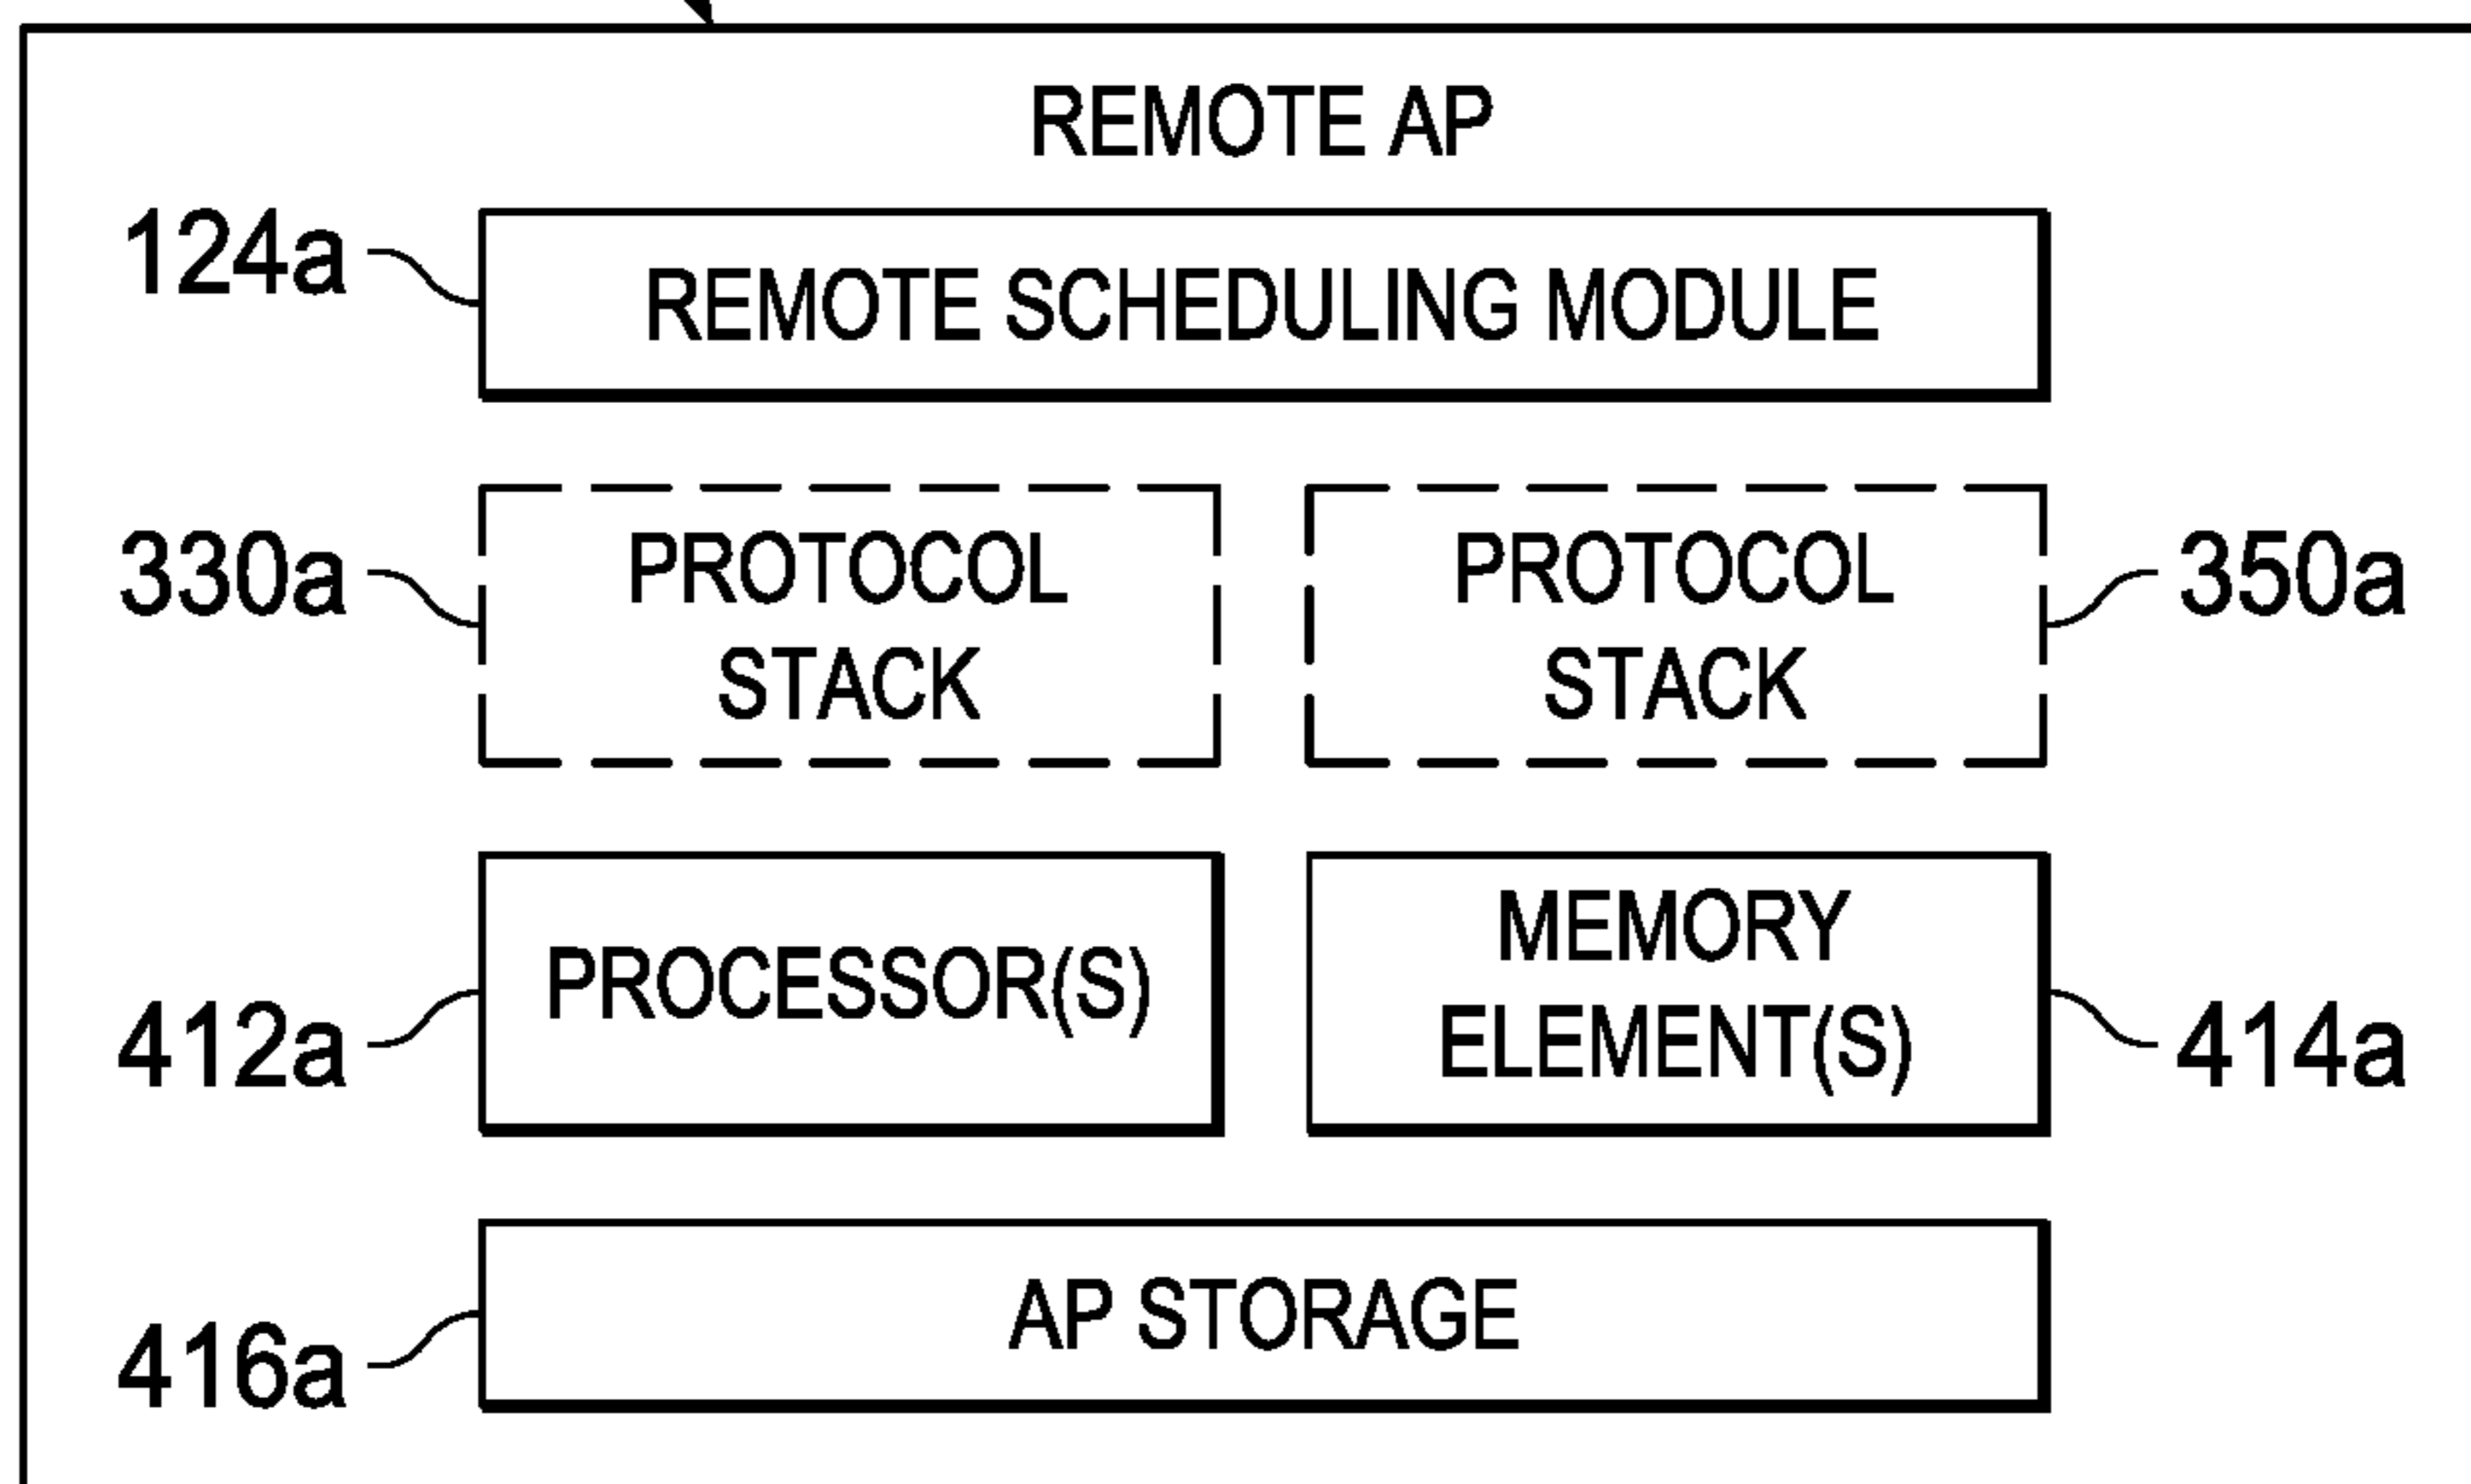 REMOTE AP
124a
REMOTE SCHEDULING MODULE
330a
PROTOCOL
STACK
PROTOCOL
STACK
350a
412a
PROCESSOR(S)
MEMORY
ELEMENT(S)
414a
416a
AP STORAGE